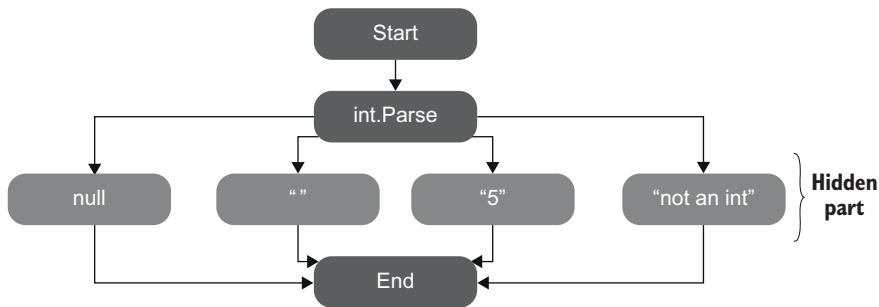 Start
int.Parse
null
“ ”
“5”
“not an int”
Hidden
part
End